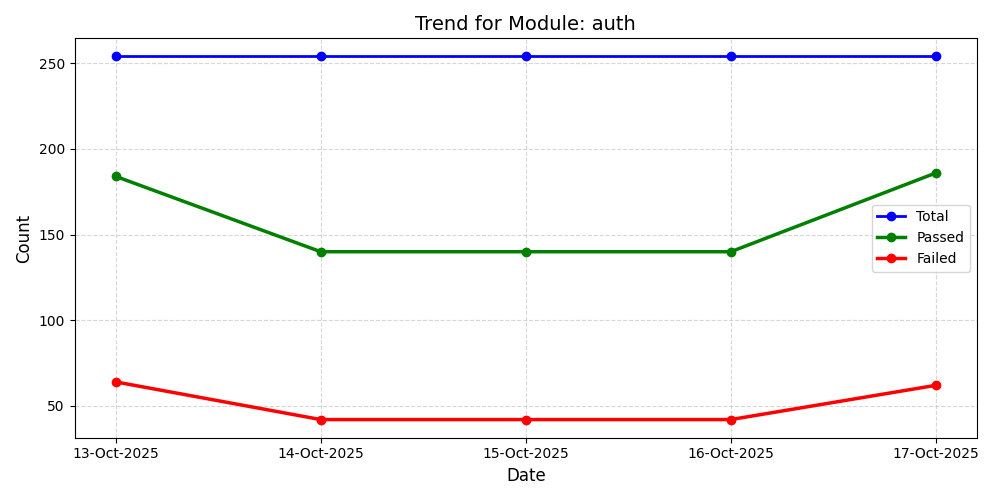 Trend for Module: auth
250
200
150
100
50
Count
Total
Passed
Failed
13-Oct-2025 14-Oct-2025 15-Oct-2025 16-Oct-2025 17-Oct-2025
Date